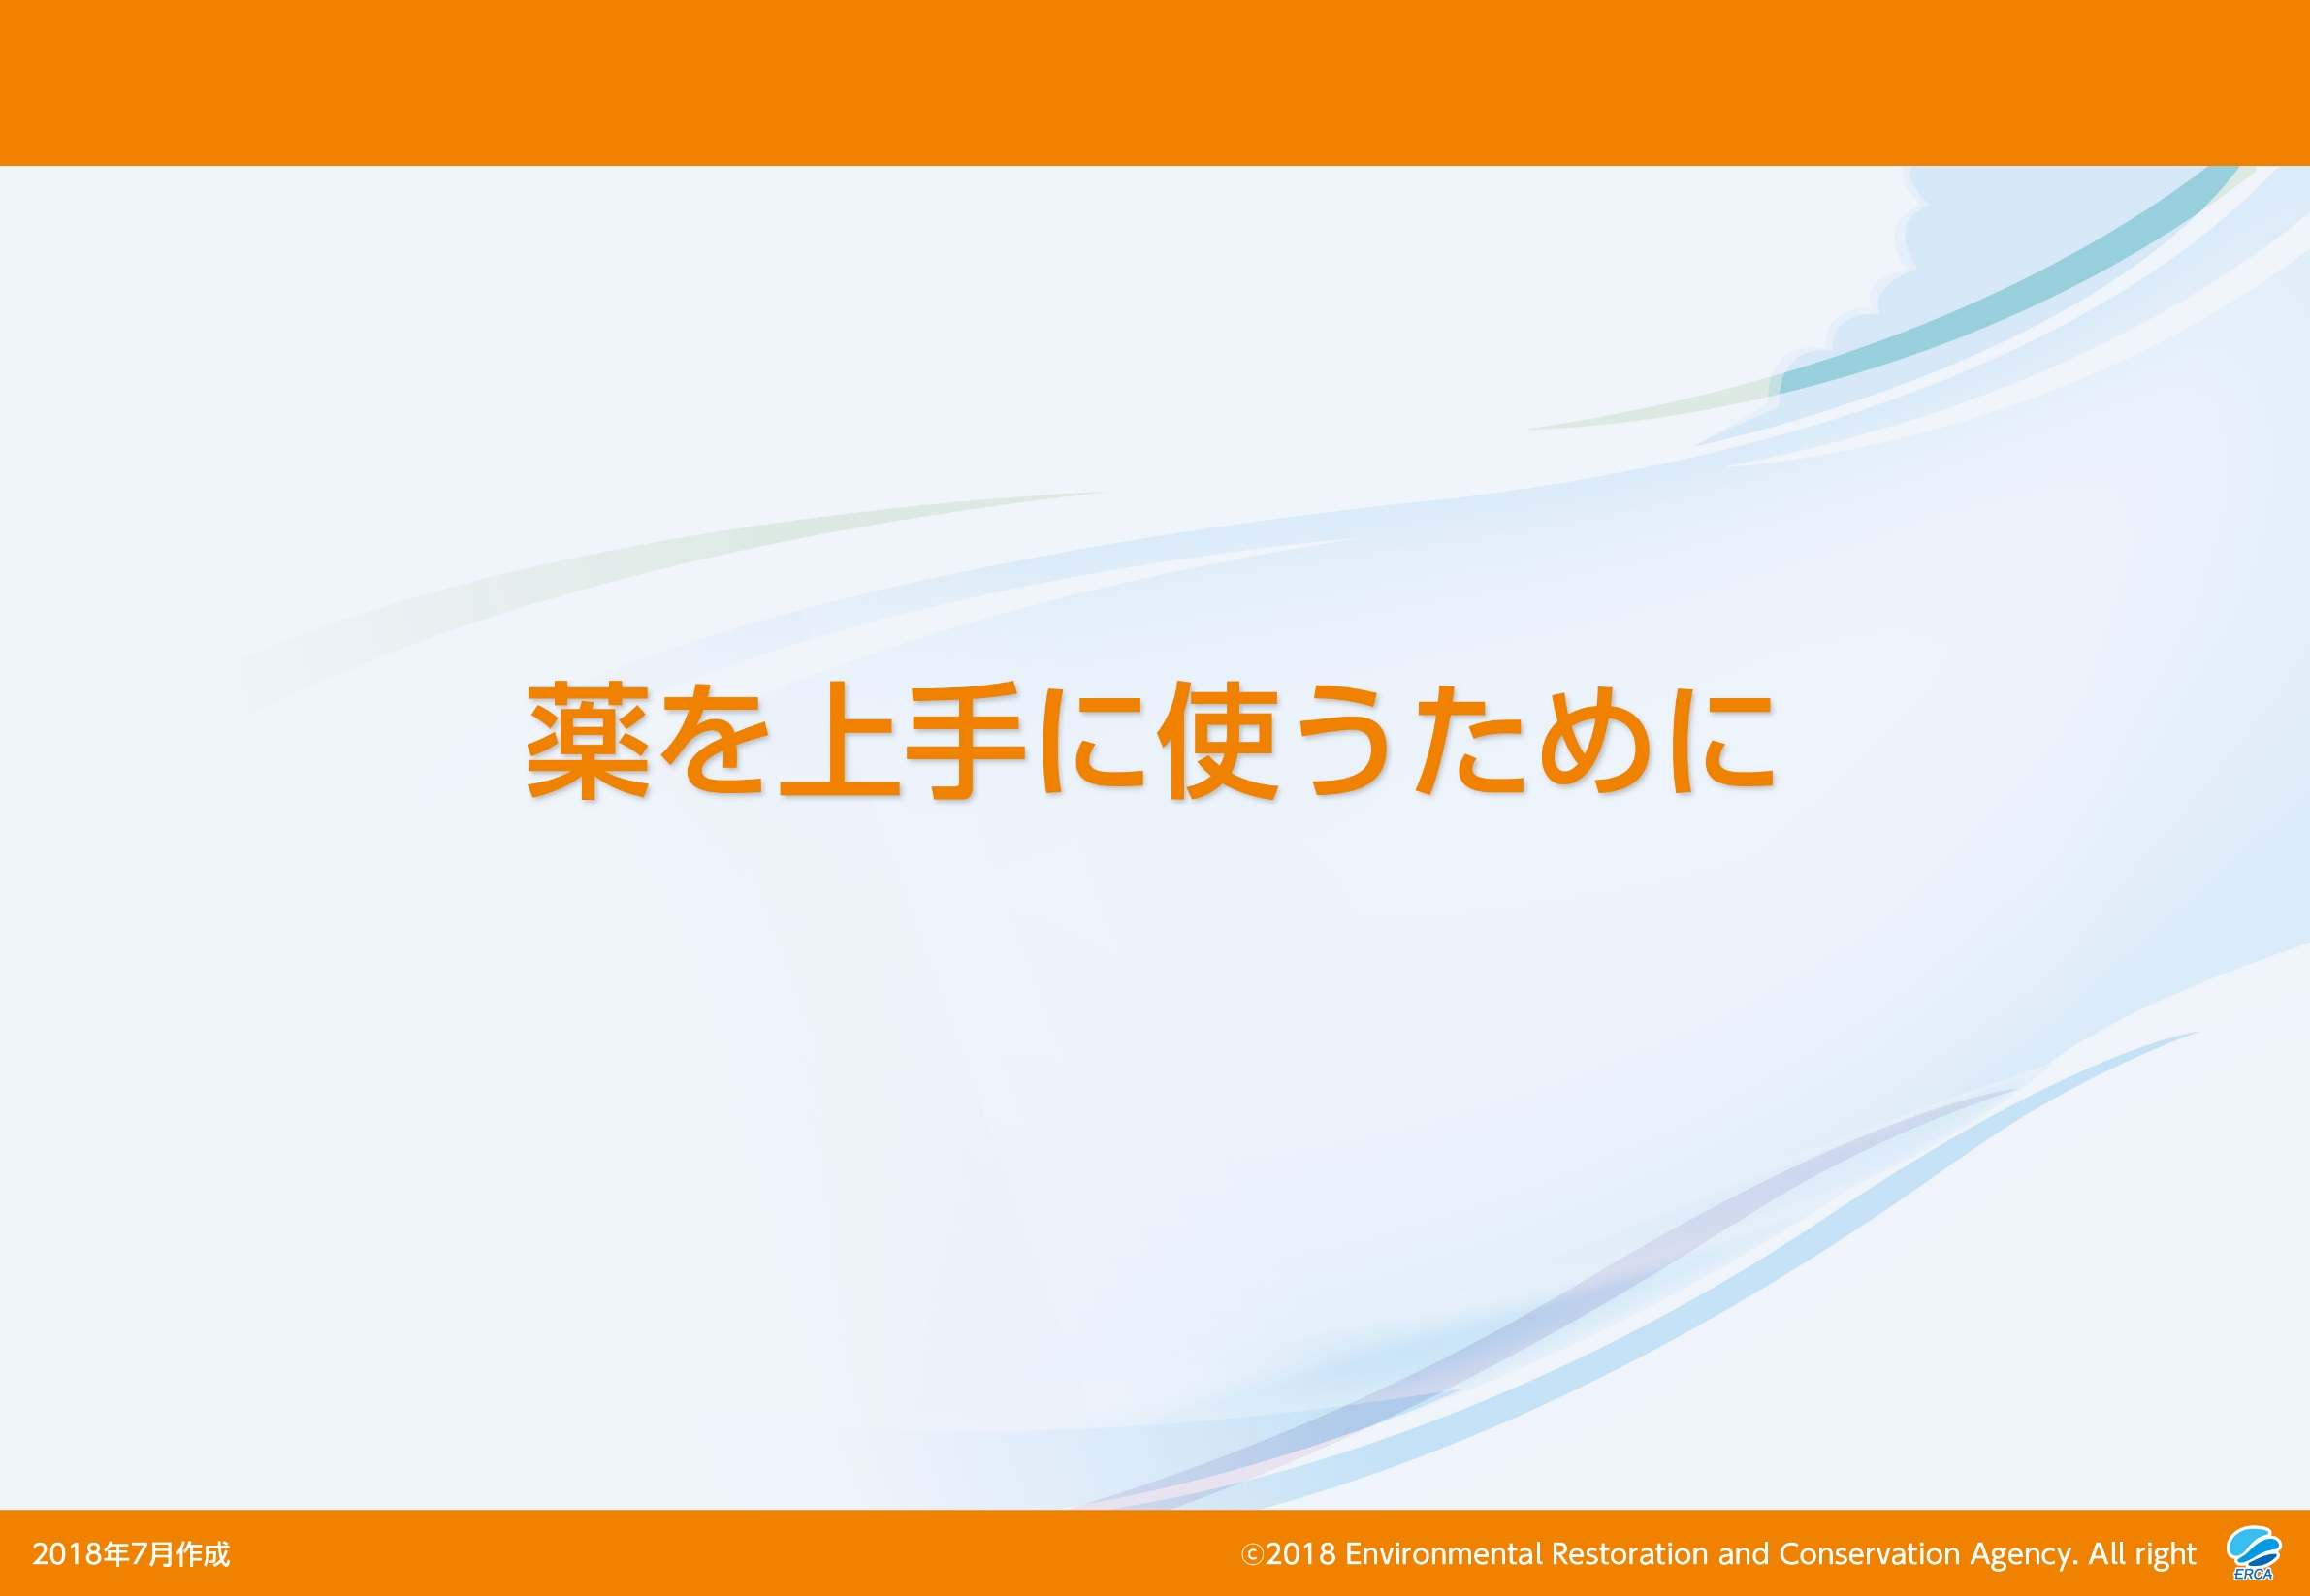 薬を上手に使うために
2018年7月作成
©2018 Environmental Restoration and Conservation Agency. All right
ERCA